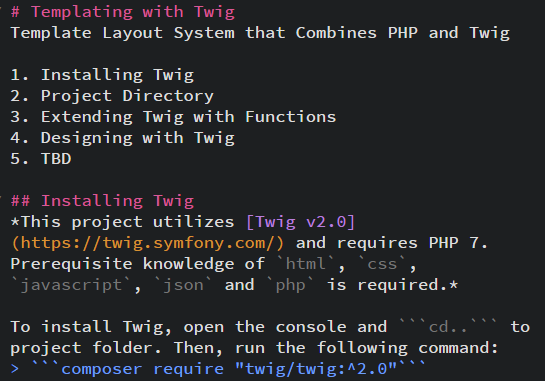 # Templating with Twig
Template Layout System that Combines PHP and Twig
1. Installing Twig
2. Project Directory
3. Extending Twig with Functions
4. Designing with Twig
5. TBD
## Installing Twig
*This project utilizes [Twig v2.0]
(https://twig.symfony.com/) and requires PHP 7.
Prerequisite knowledge of `html`, `css`,
`javascript`, `json` and `php` is required.*
To install Twig, open the console and ```cd..``` to
project folder. Then, run the following command:
> ```composer require "twig/twig:^2.0"```